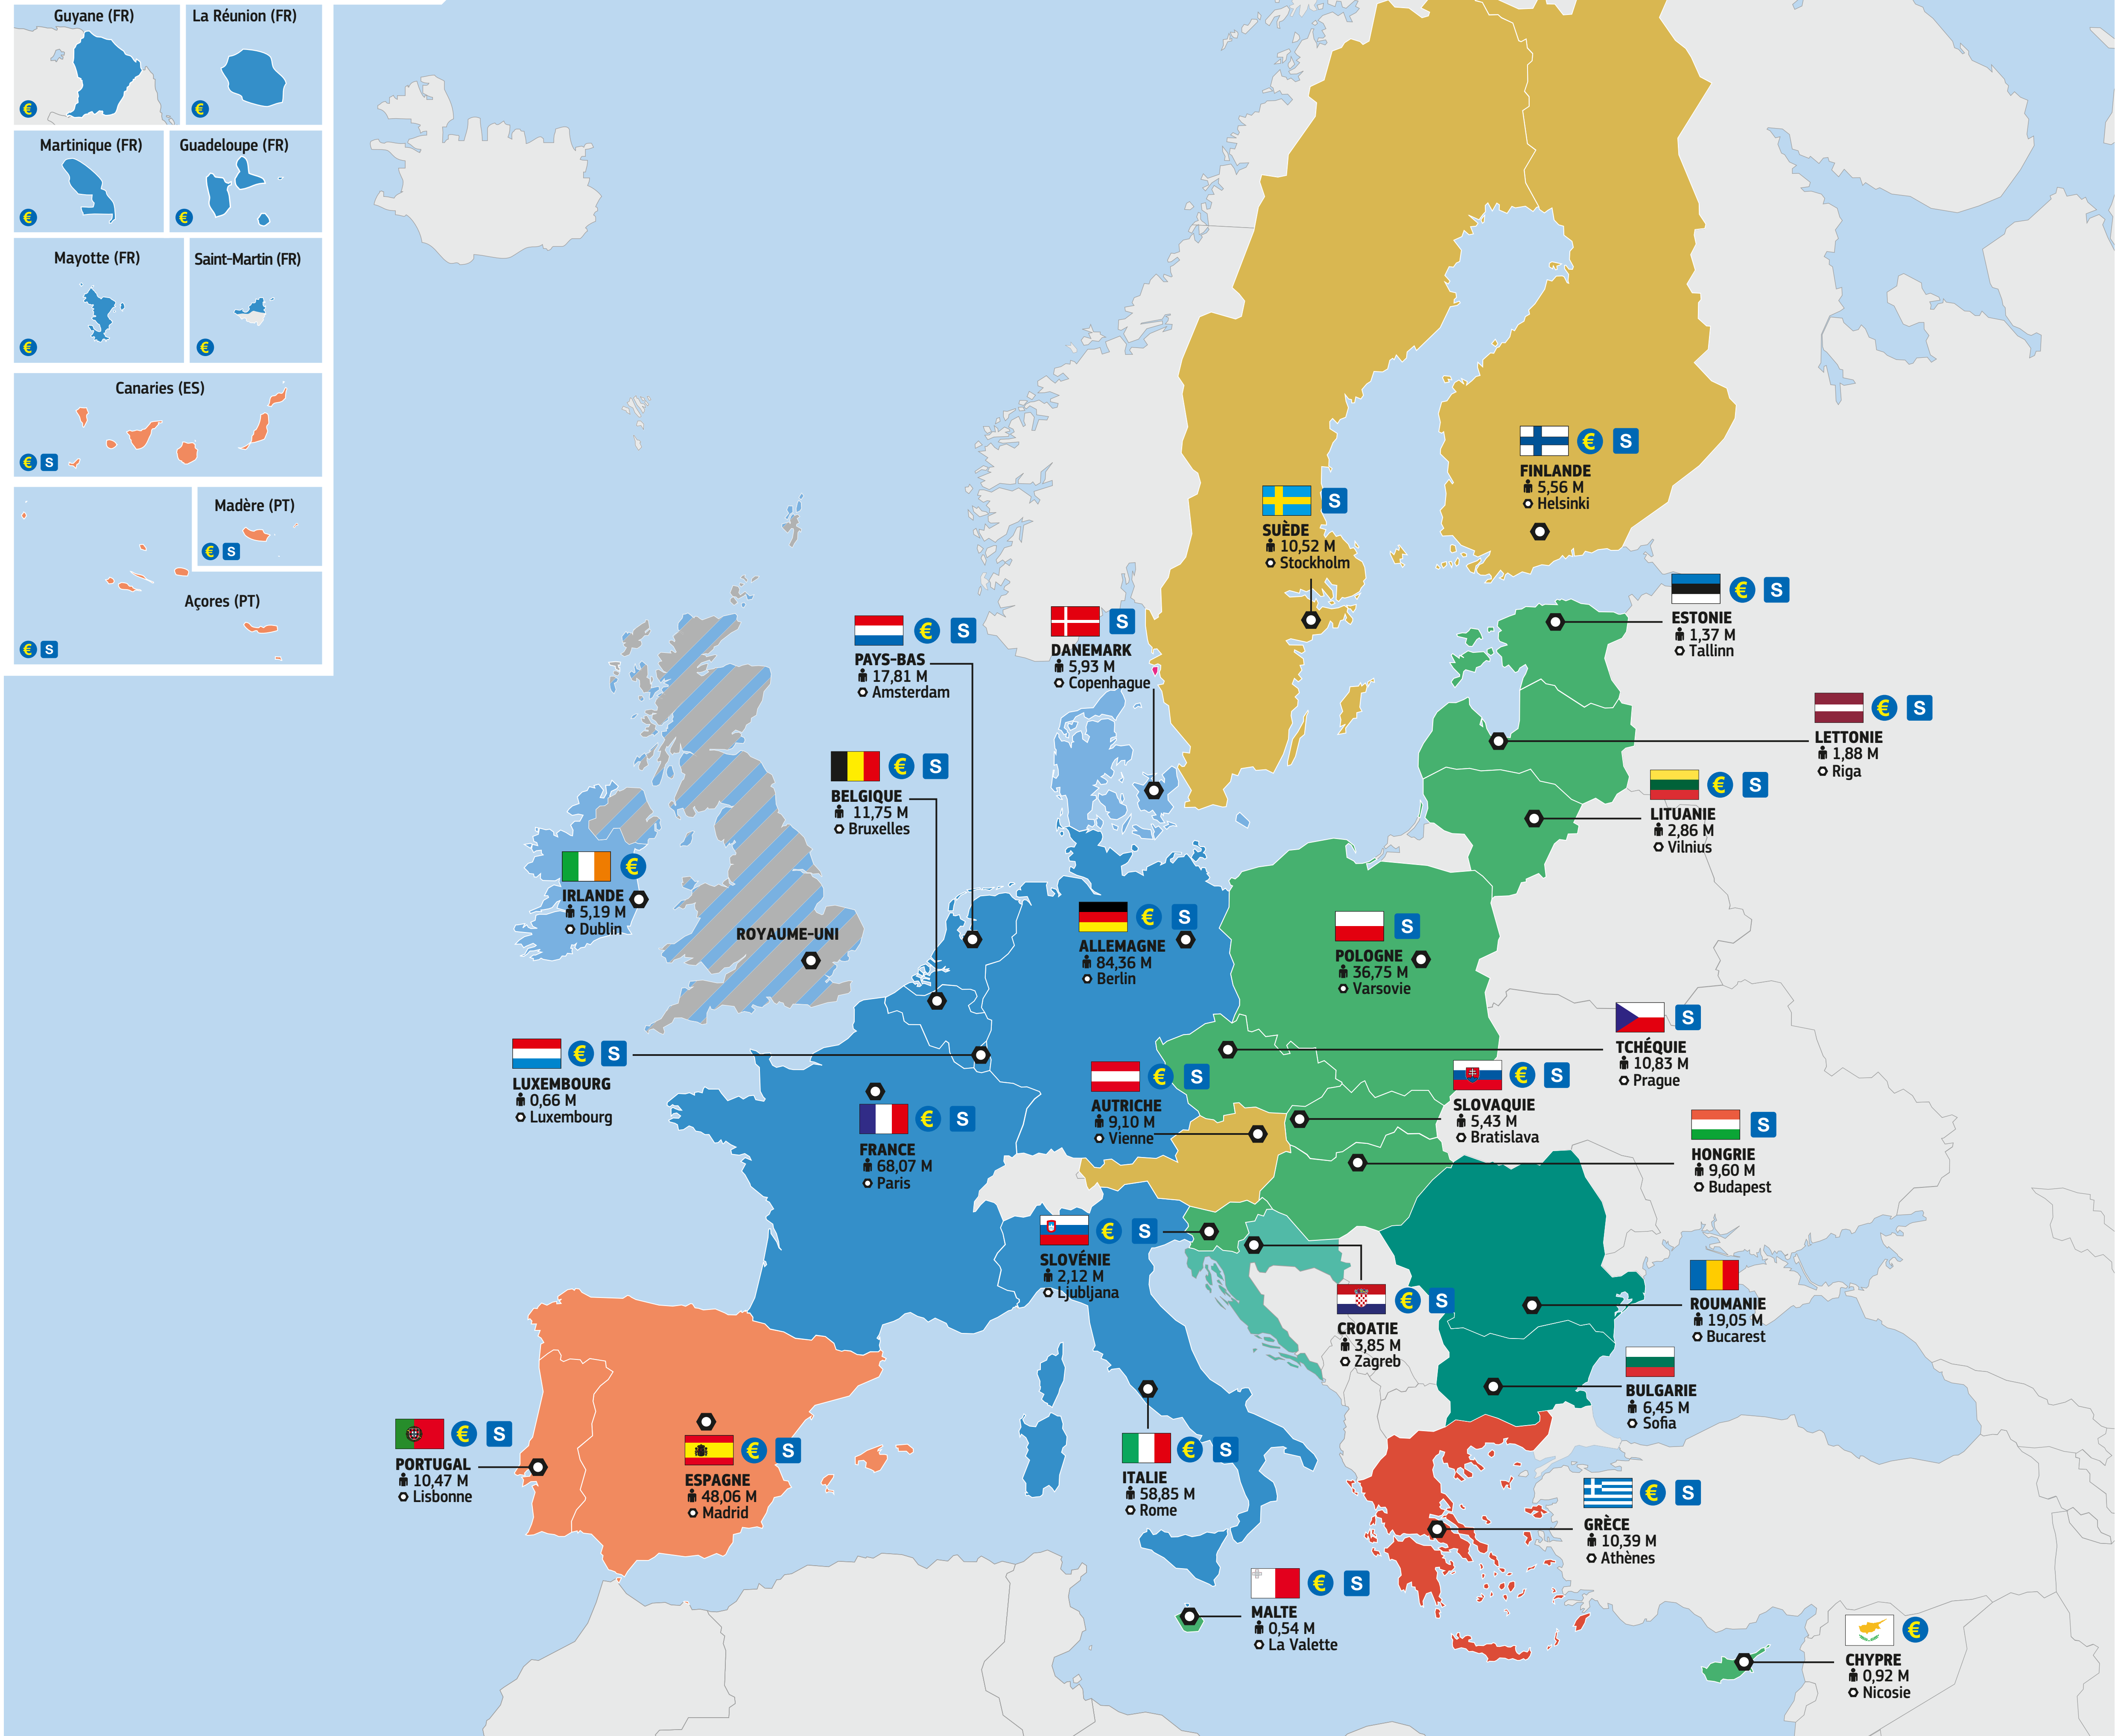 Guyane (FR)
€
La Réunion (FR)
€
Martinique (FR)
€
Guadeloupe (FR)
€
Mayotte (FR)
€
Saint-Martin (FR)
€
Canaries (ES)
€ S
Madère (PT)
€ S
Açores (PT)
€ S
€ S
FINLANDE
5,56 M
Helsinki
S
SUÈDE
10,52 M
Stockholm
€ S
ESTONIE
1,37 M
Tallinn
€ S
PAYS-BAS
17,81 M
Amsterdam
S
DANEMARK
5,93 M
Copenhague
€ S
LETTONIE
1,88 M
Riga
€ S
BELGIQUE
11,75 M
Bruxelles
€ S
LITUANIE
2,86 M
Vilnius
€
IRLANDE
5,19 M
Dublin
ROYAUME-UNI
€ S
ALLEMAGNE
84,36 M
Berlin
S
POLOGNE
36,75 M
Varsovie
S
TCHÉQUIE
10,83 M
Prague
€ S
LUXEMBOURG
0,66 M
Luxembourg
€ S
AUTRICHE
9,10 M
Vienne
€ S
SLOVAQUIE
5,43 M
Bratislava
€ S
FRANCE
68,07 M
Paris
S
HONGRIE
9,60 M
Budapest
€ S
SLOVÉNIE
2,12 M
Ljubljana
€ S
CROATIE
3,85 M
Zagreb
ROUMANIE
19,05 M
Bucarest
BULGARIE
6,45 M
Sofia
€ S
PORTUGAL
10,47 M
Lisbonne
€ S
ESPAGNE
48,06 M
Madrid
€ S
ITALIE
58,85 M
Rome
€ S
GRÈCE
10,39 M
Athènes
€ S
MALTE
0,54 M
La Valette
€
CHYPRE
0,92 M
Nicosie